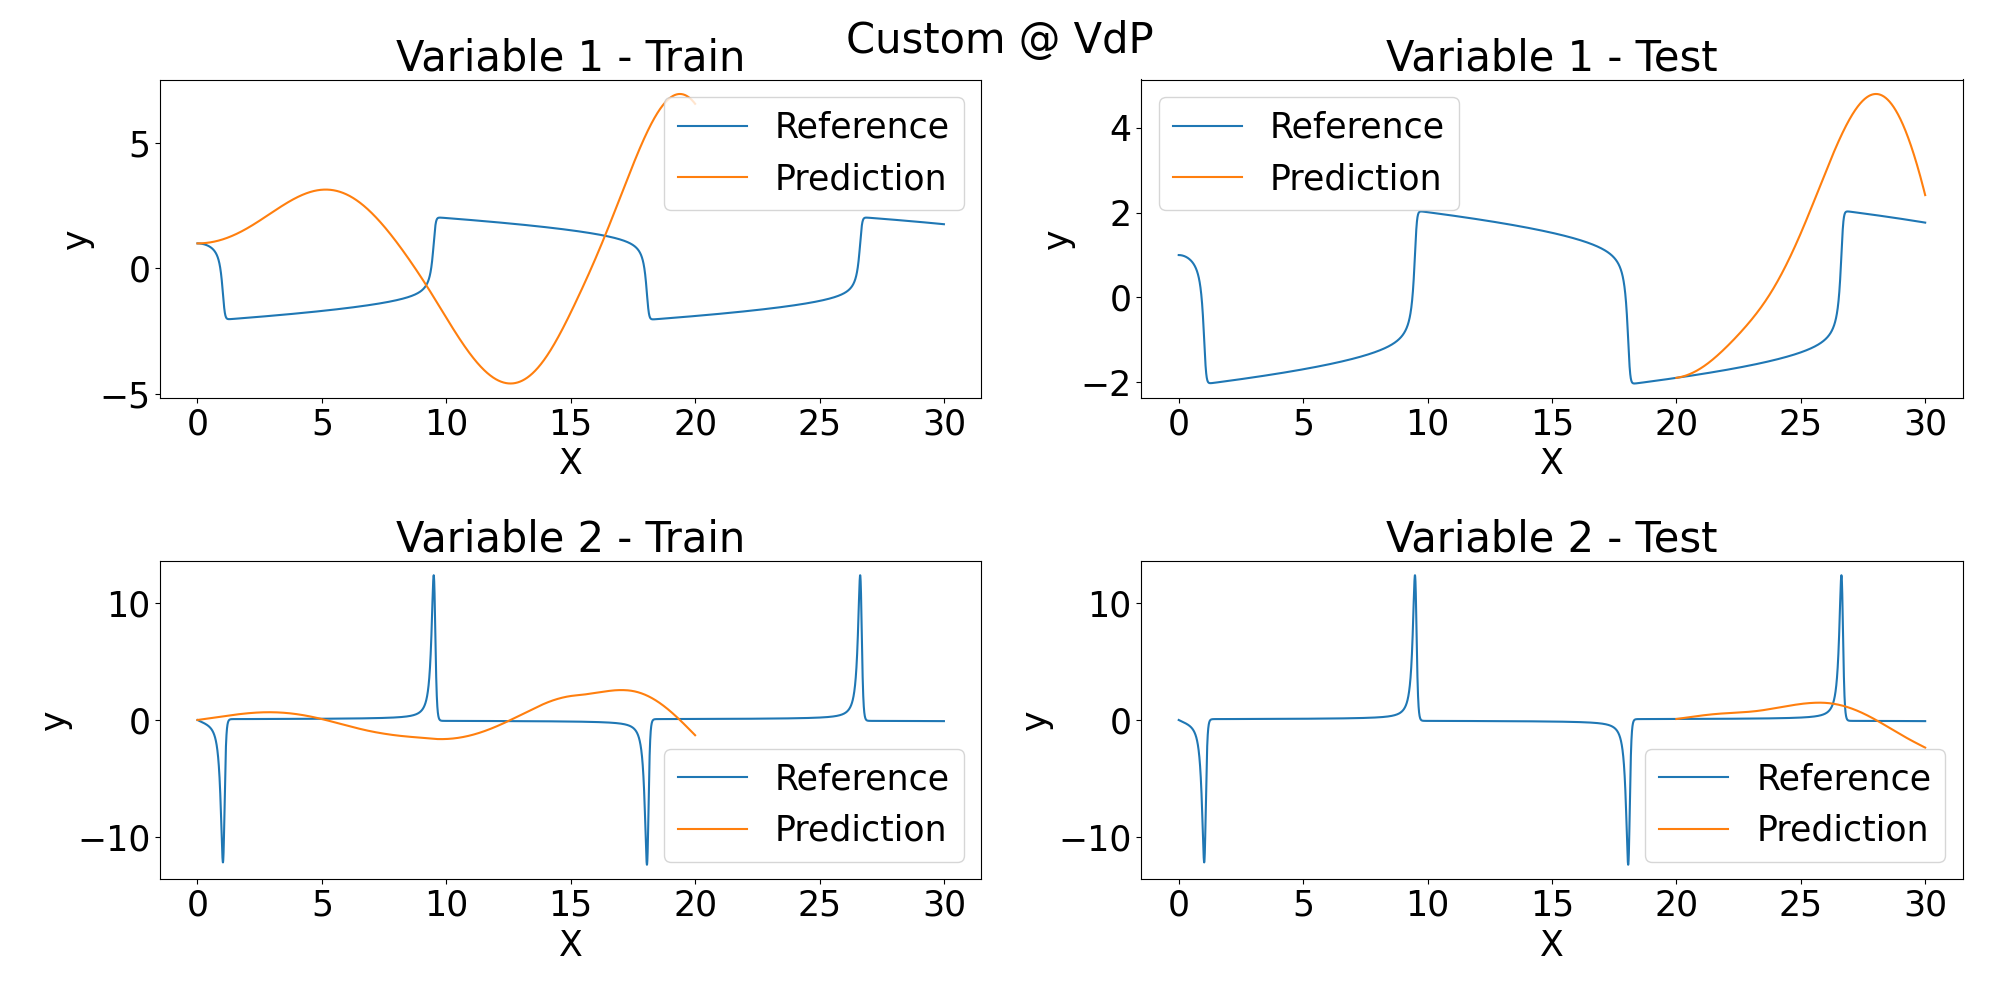 Custom @ VdP
Variable 1 - Train
5
0
−5
y
0 5 10 15 20 25 30
X
Reference
Prediction
Variable 1 - Test
4
2
0
−2
y
0 5 10 15 20 25 30
X
Reference
Prediction
Variable 2 - Train
10
0
−10
y
0 5 10 15 20 25 30
X
Reference
Prediction
Variable 2 - Test
10
0
−10
y
0 5 10 15 20 25 30
X
Reference
Prediction